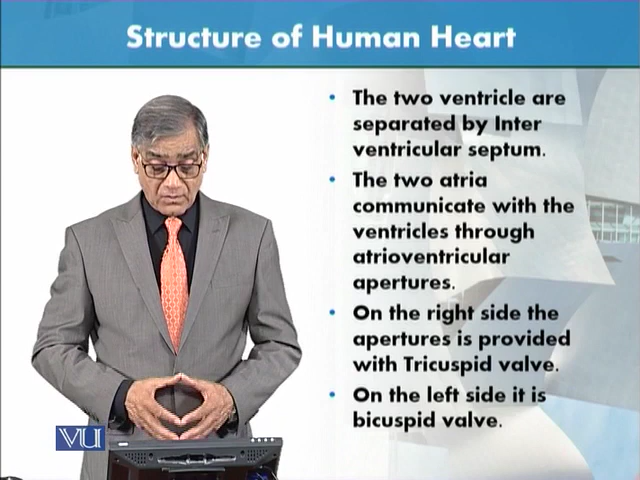 Structure of Human Heart
• The two ventricle are
separated by Inter
ventricular septum.
• The two atria
communicate with the
ventricles through
atrioventricular
apertures.
• On the right side the
apertures is provided
with Tricuspid valve.
• On the left side it is
bicuspid valve.
VU